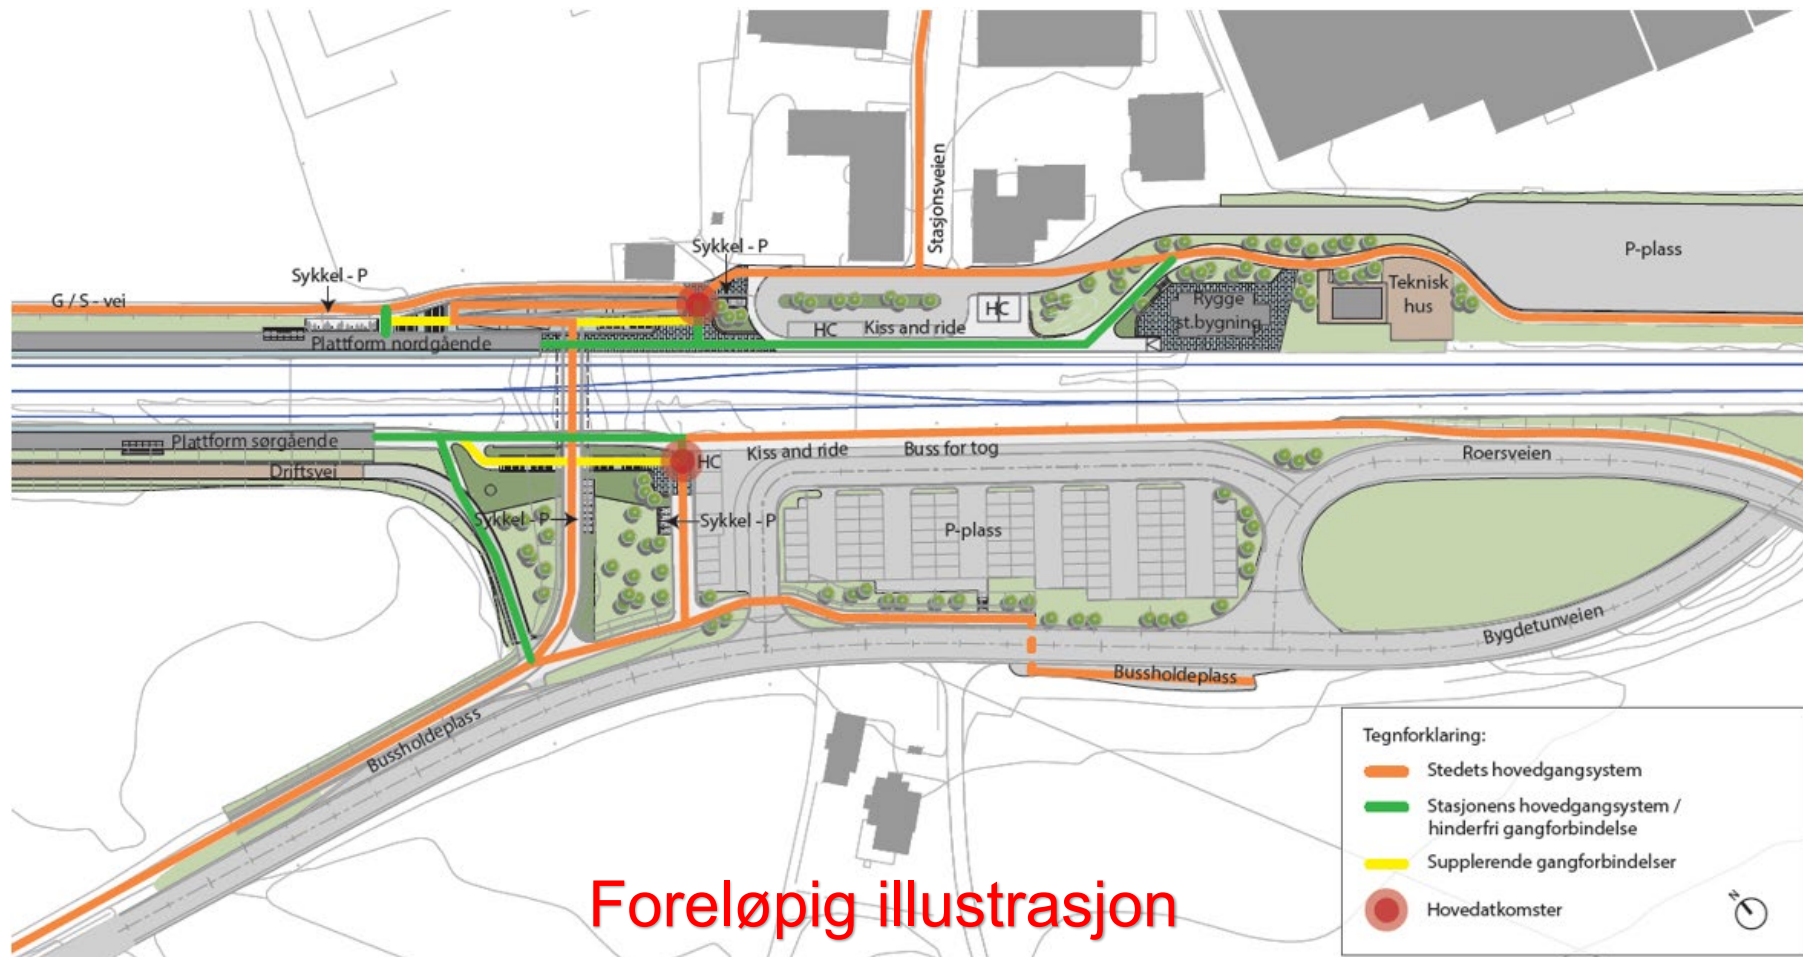 Stasjonsveien
Sykkel - P
Sykkel - P
P-plass
G / S - vei
Teknisk
hus
Rygge
st.bygning
HC
HC
Kiss and ride
Plattform nordgående
Plattform sørgående
Driftsvei
HC
Kiss and ride
Buss for tog
Roersveien
Sykkel - P
Sykkel - P
P-plass
Bygdetunveien
Bussholdeplass
Bussholdeplass
Tegnforklaring:
Stedets hovedgangsystem
Stasjonens hovedgangsystem /
hinderfri gangforbindelse
Supplerende gangforbindelser
Hovedatkomster
N
Foreløpig illustrasjon